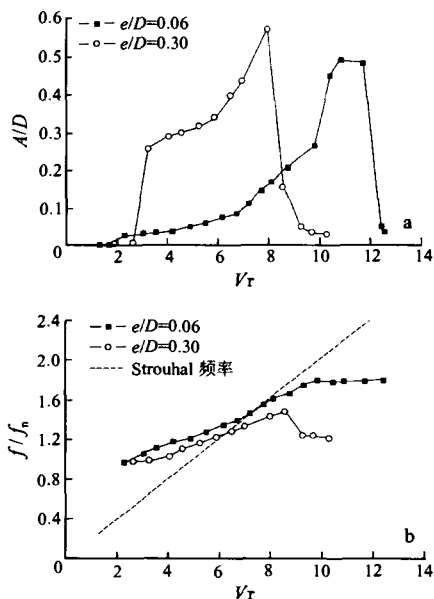 e/D=0.06
e/D=0.30
0.6
0.5
0.4
0.3
0.2
0.1
0
A/D
0 2 4 6 8 10 12 14
Vr
a
e/D=0.06
e/D=0.30
Strouhal 频率
2.4
2.0
1.6
1.2
0.8
0.4
f/fn
0 2 4 6 8 10 12 14
Vr
b